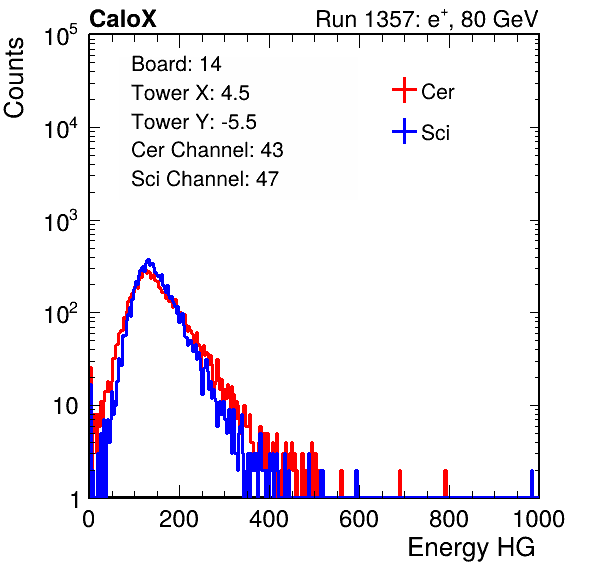 CaloX Run 1357: e⁺, 80 GeV
Counts
Board: 14
Tower X: 4.5
Tower Y: -5.5
Cer Channel: 43
Sci Channel: 47
Cer
Sci
10⁵
10⁴
10³
10²
10
1
0 200 400 600 800 1000
Energy HG